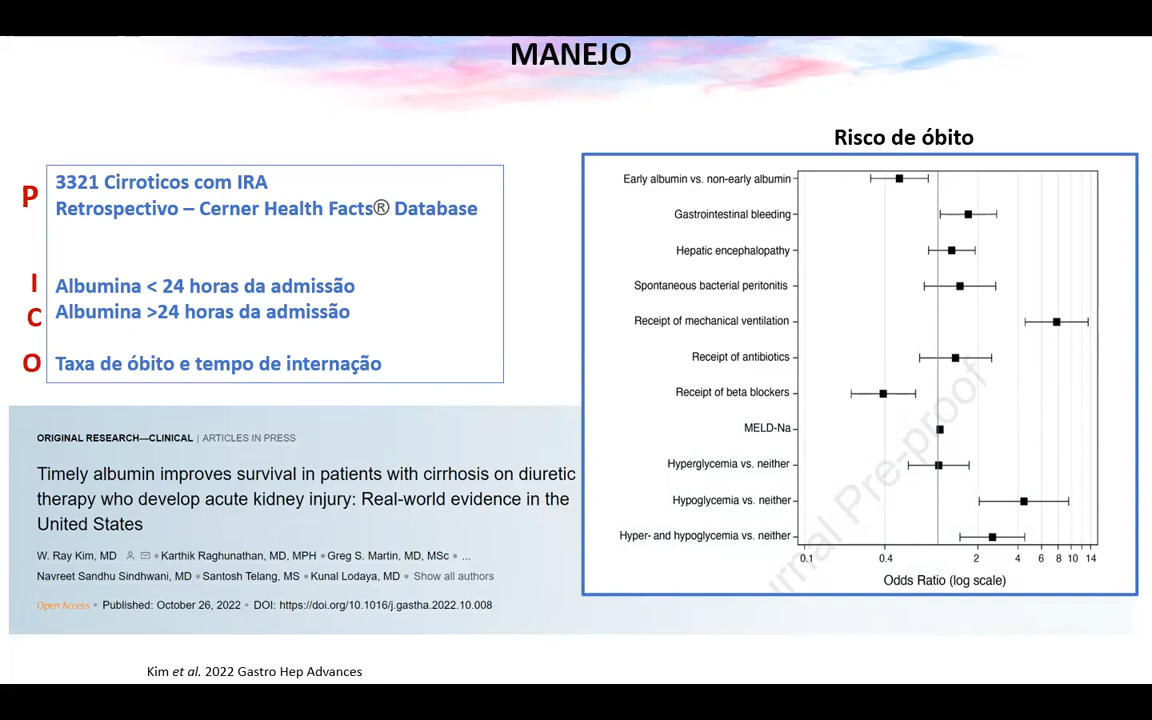 MANEJO
P
3321 Cirroticos com IRA
Retrospectivo – Cerner Health Facts® Database
I
Albumina < 24 horas da admissão
C
Albumina >24 horas da admissão
O
Taxa de óbito e tempo de internação
Risco de óbito
Early albumin vs. non-early albumin
Gastrointestinal bleeding
Hepatic encephalopathy
Spontaneous bacterial peritonitis
Receipt of mechanical ventilation
Receipt of antibiotics
Receipt of beta blockers
MELD-Na
Hyperglycemia vs. neither
Hypoglycemia vs. neither
Hyper- and hypoglycemia vs. neither
0.1 0.4 2 4 6 8 10 14
Odds Ratio (log scale)
urnal Pre-proof
ORIGINAL RESEARCH—CLINICAL | ARTICLES IN PRESS
Timely albumin improves survival in patients with cirrhosis on diuretic
therapy who develop acute kidney injury: Real-world evidence in the
United States
W. Ray Kim, MD • Karthik Raghunathan, MD, MPH • Greg S. Martin, MD, MSc • ...
Navreet Sandhu Sindhwani, MD • Santosh Telang, MS • Kunal Lodaya, MD • Show all authors
Open Access • Published: October 26, 2022 • DOI: https://doi.org/10.1016/j.gastha.2022.10.008
Kim et al. 2022 Gastro Hep Advances